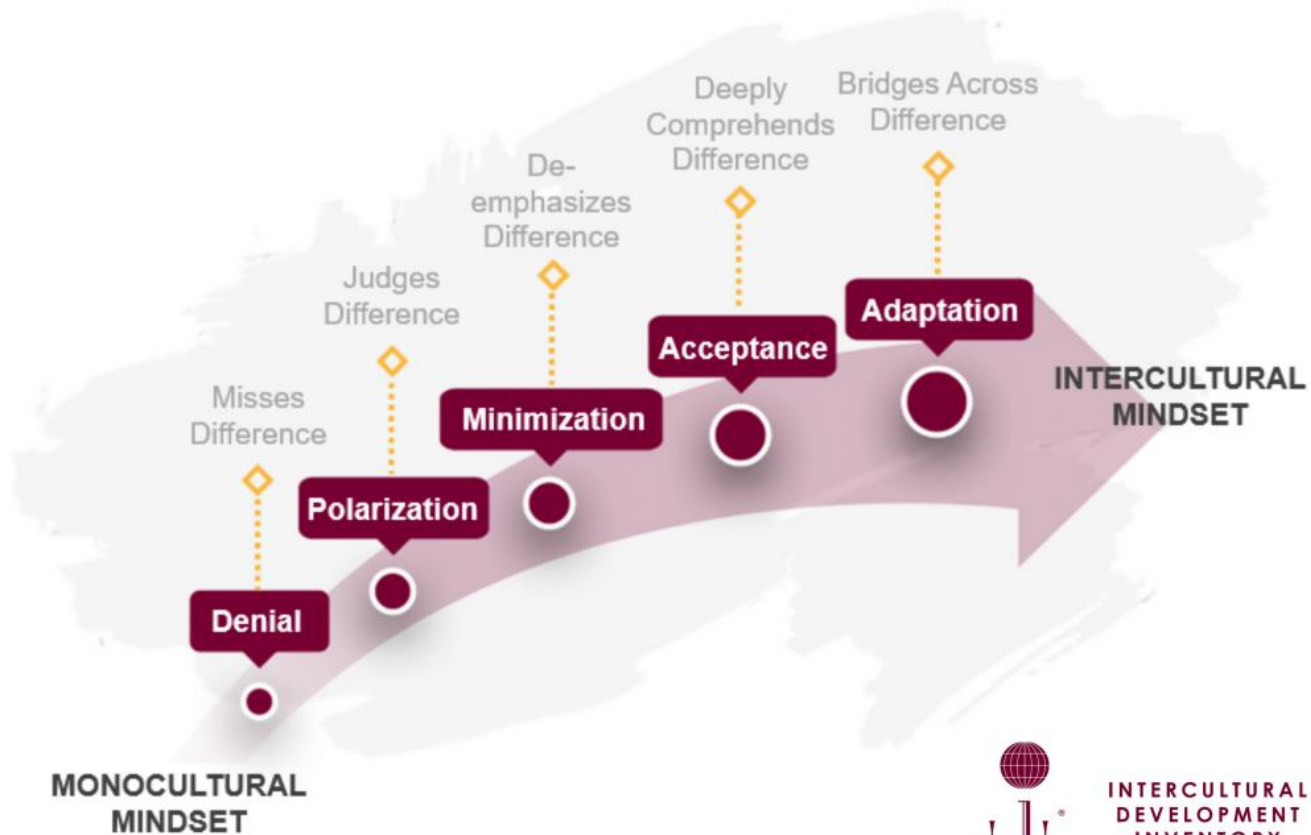 Bridges Across
Difference
Deeply
Comprehends
Difference
De-
emphasizes
Difference
Judges
Difference
Misses
Difference
Adaptation
Acceptance
Minimization
Polarization
Denial
INTERCULTURAL
MINDSET
MONOCULTURAL
MINDSET
INTERCULTURAL
DEVELOPMENT
INVENTORY
®